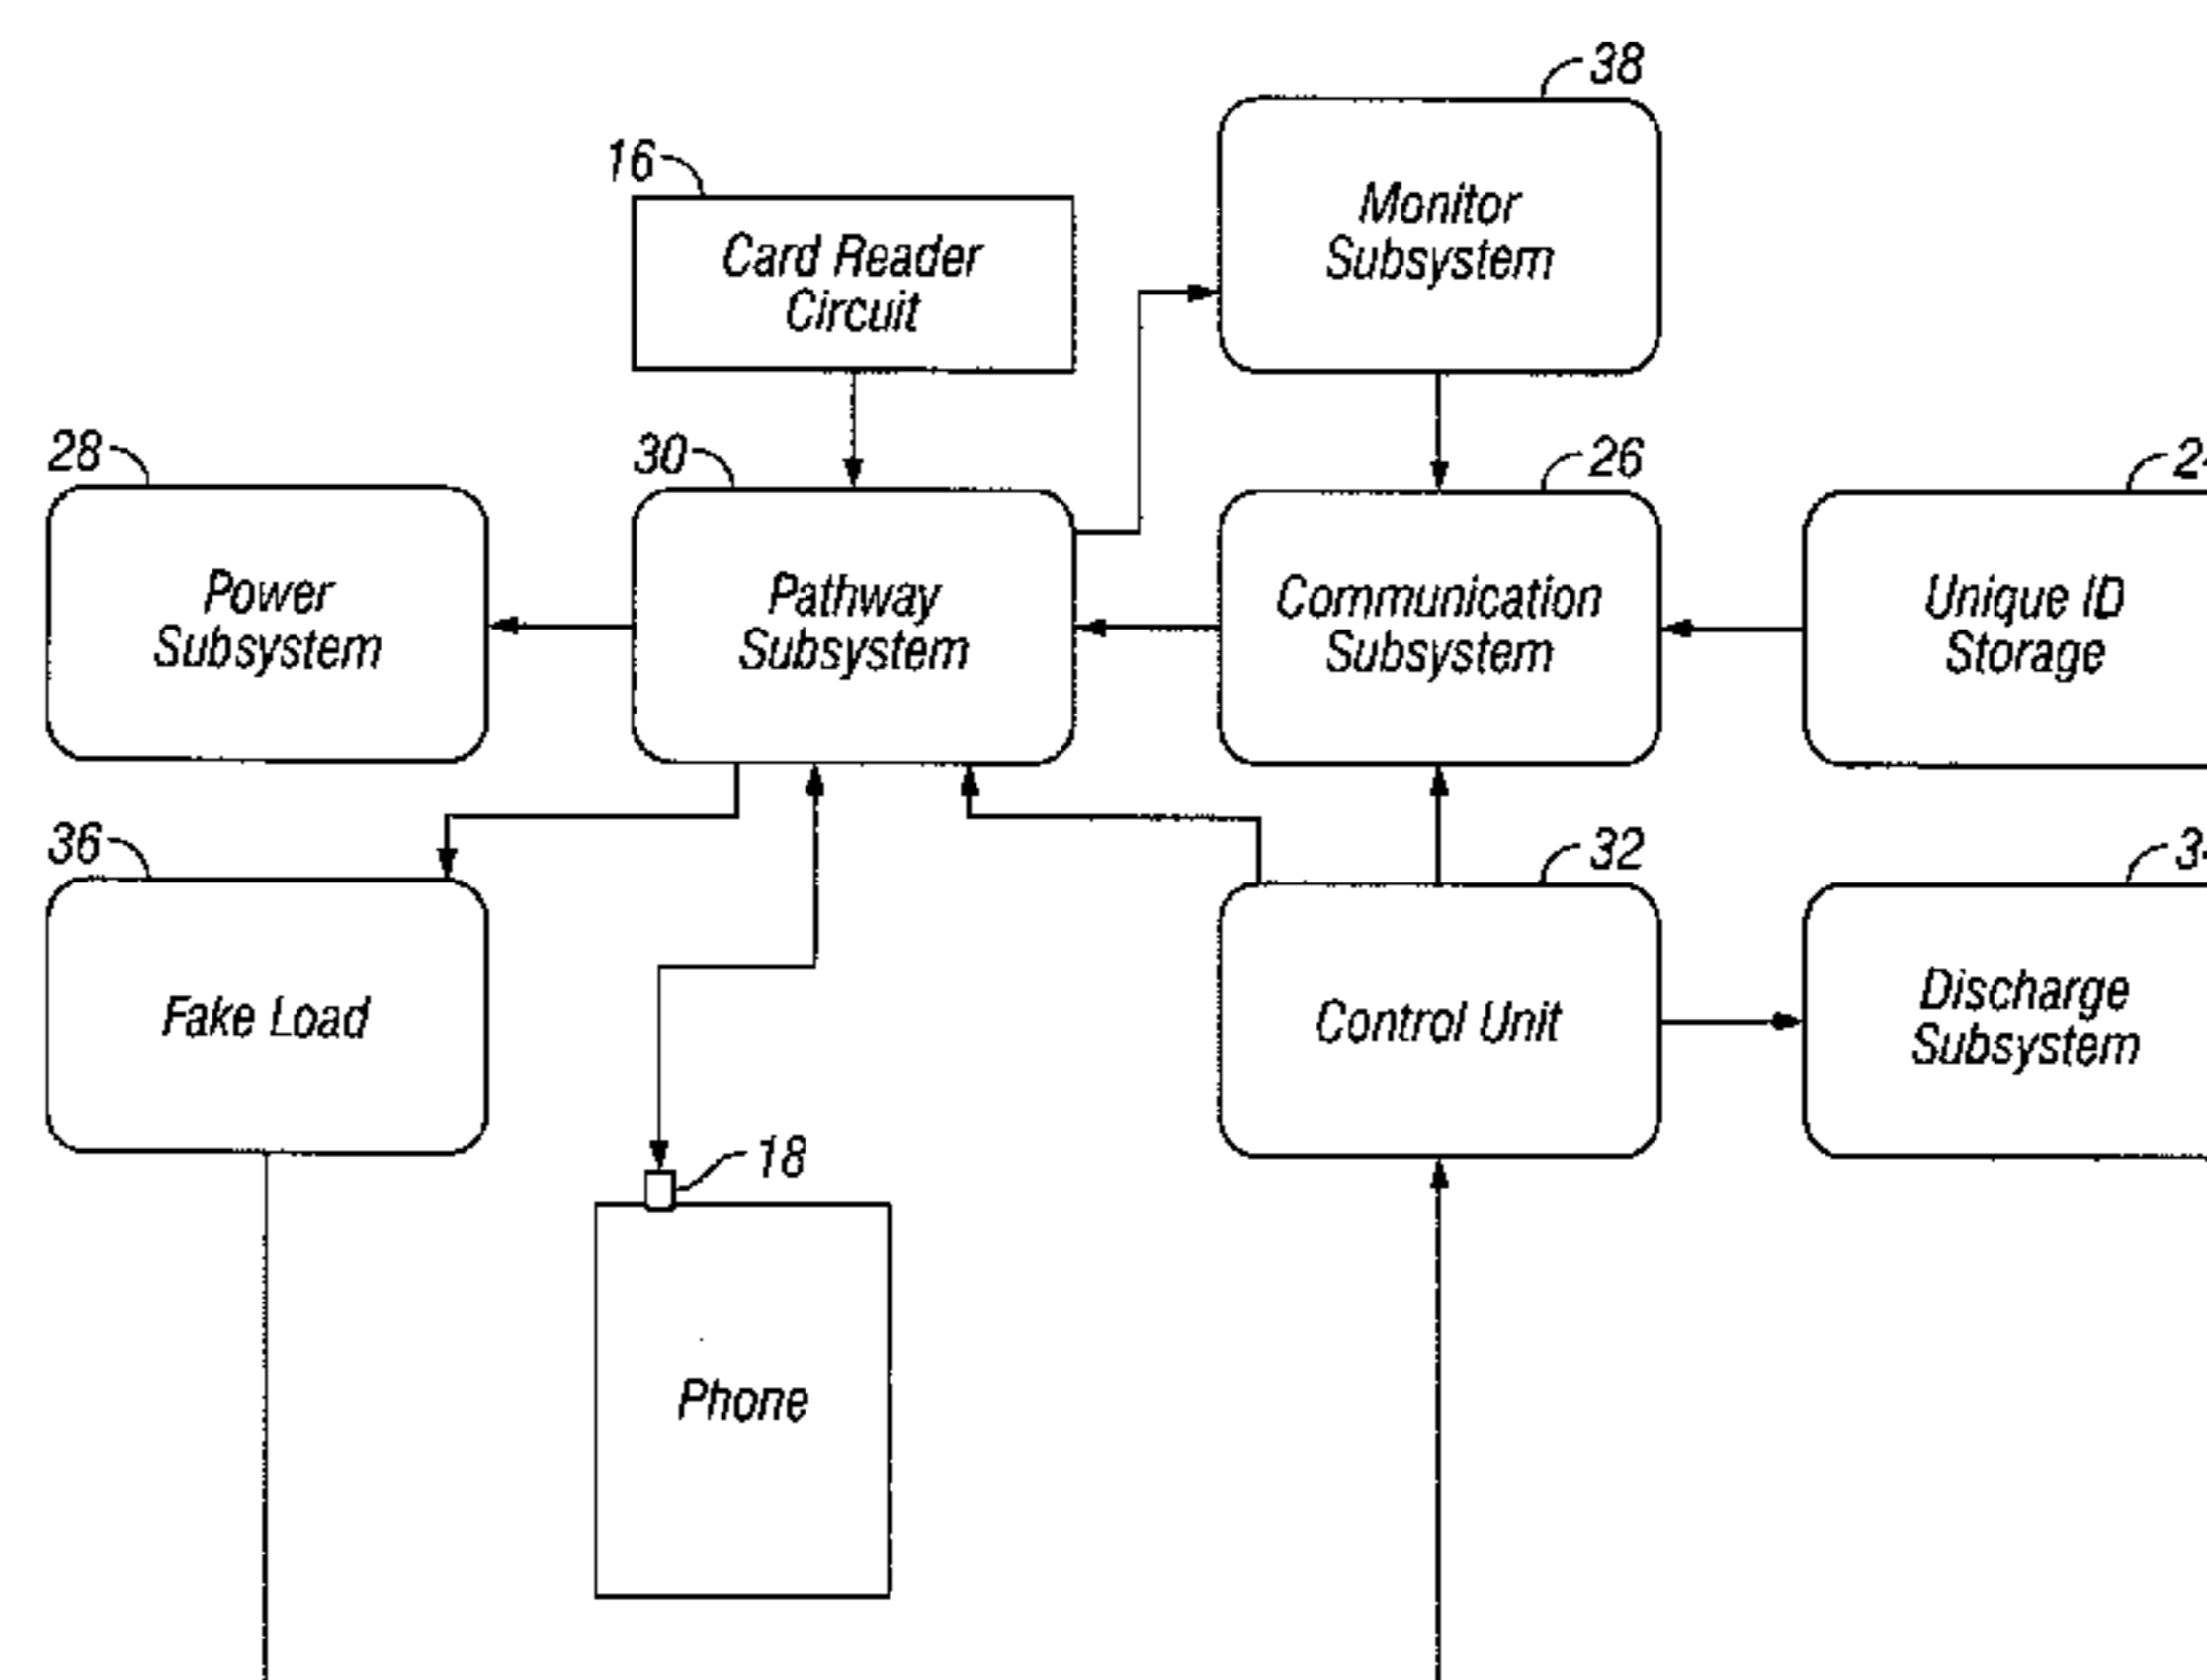 38
16
Monitor
Subsystem
Card Reader
Circuit
28
30
26
Power
Subsystem
Pathway
Subsystem
Communication
Subsystem
Unique ID
Storage
36
32
Fake Load
Control Unit
Discharge
Subsystem
18
Phone